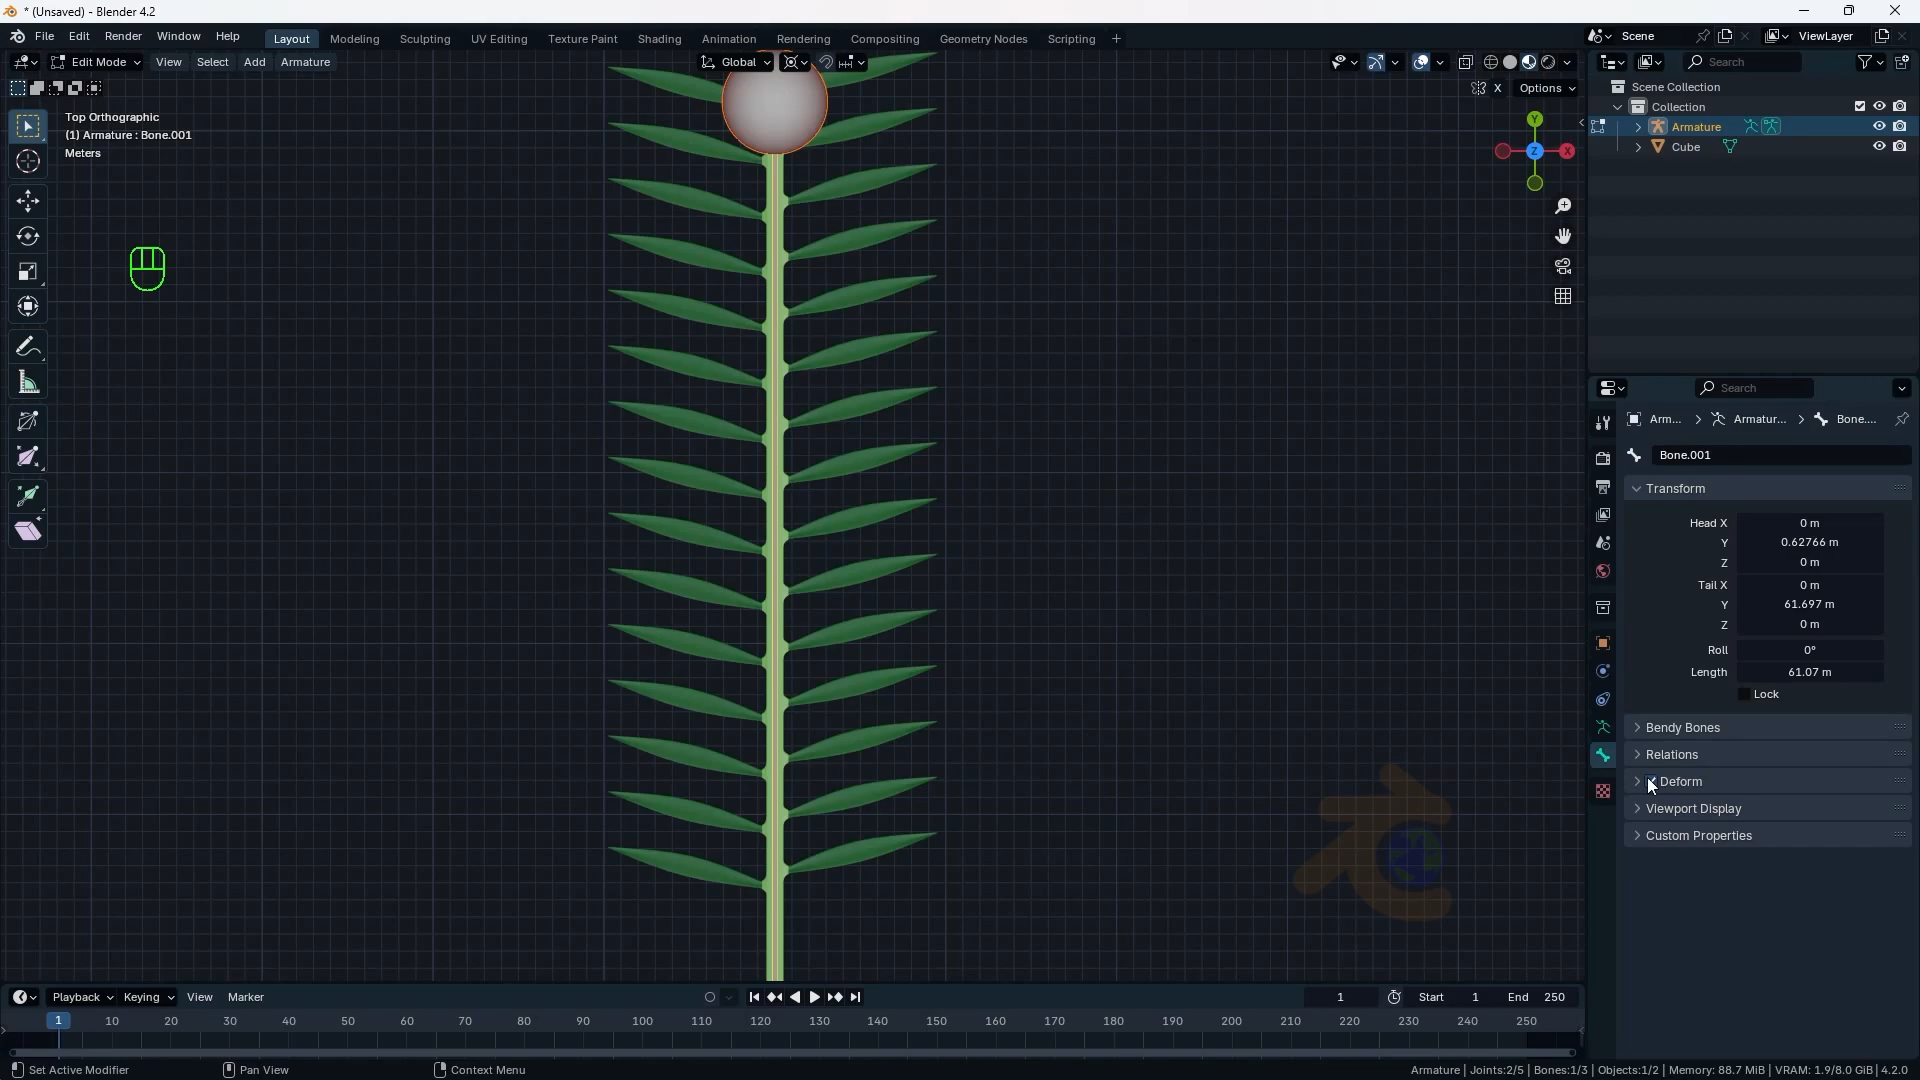 * (Unsaved) - Blender 4.2
File Edit Render Window Help Layout Modeling Sculpting UV Editing Texture Paint Shading Animation Rendering Compositing Geometry Nodes Scripting + Scene ViewLayer
Edit Mode View Select Add Armature Global Search
X Options
Scene Collection
Collection
Armature
Cube
Top Orthographic
(1) Armature : Bone.001
Meters
Y
Z
X
Search
Arm... > Armatur... > Bone....
Bone.001
Transform
Head X 0 m
Y 0.62766 m
Z 0 m
Tail X 0 m
Y 61.697 m
Z 0 m
Roll 0°
Length 61.07 m
Lock
Bendy Bones
Relations
Deform
Viewport Display
Custom Properties
Playback Keying View Marker 1 Start 1 End 250
1 10 20 30 40 50 60 70 80 90 100 110 120 130 140 150 160 170 180 190 200 210 220 230 240 250
Set Active Modifier Pan View Context Menu Armature | Joints:2/5 | Bones:1/3 | Objects:1/2 | Memory: 88.7 MiB | VRAM: 1.9/8.0 GiB | 4.2.0